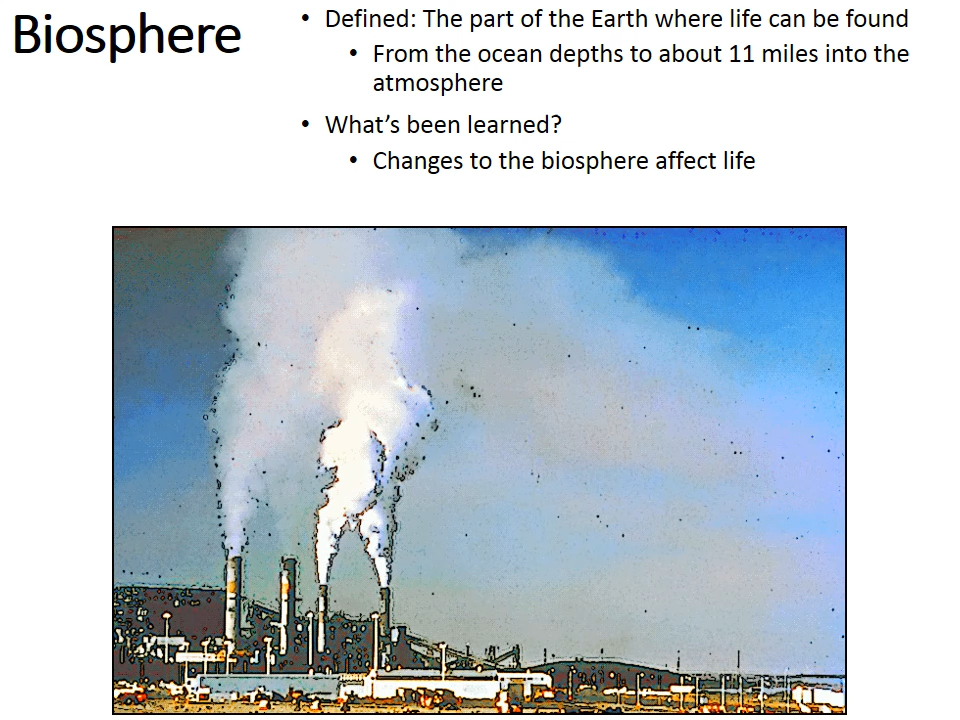 Biosphere
• Defined: The part of the Earth where life can be found
• From the ocean depths to about 11 miles into the
atmosphere
• What’s been learned?
• Changes to the biosphere affect life